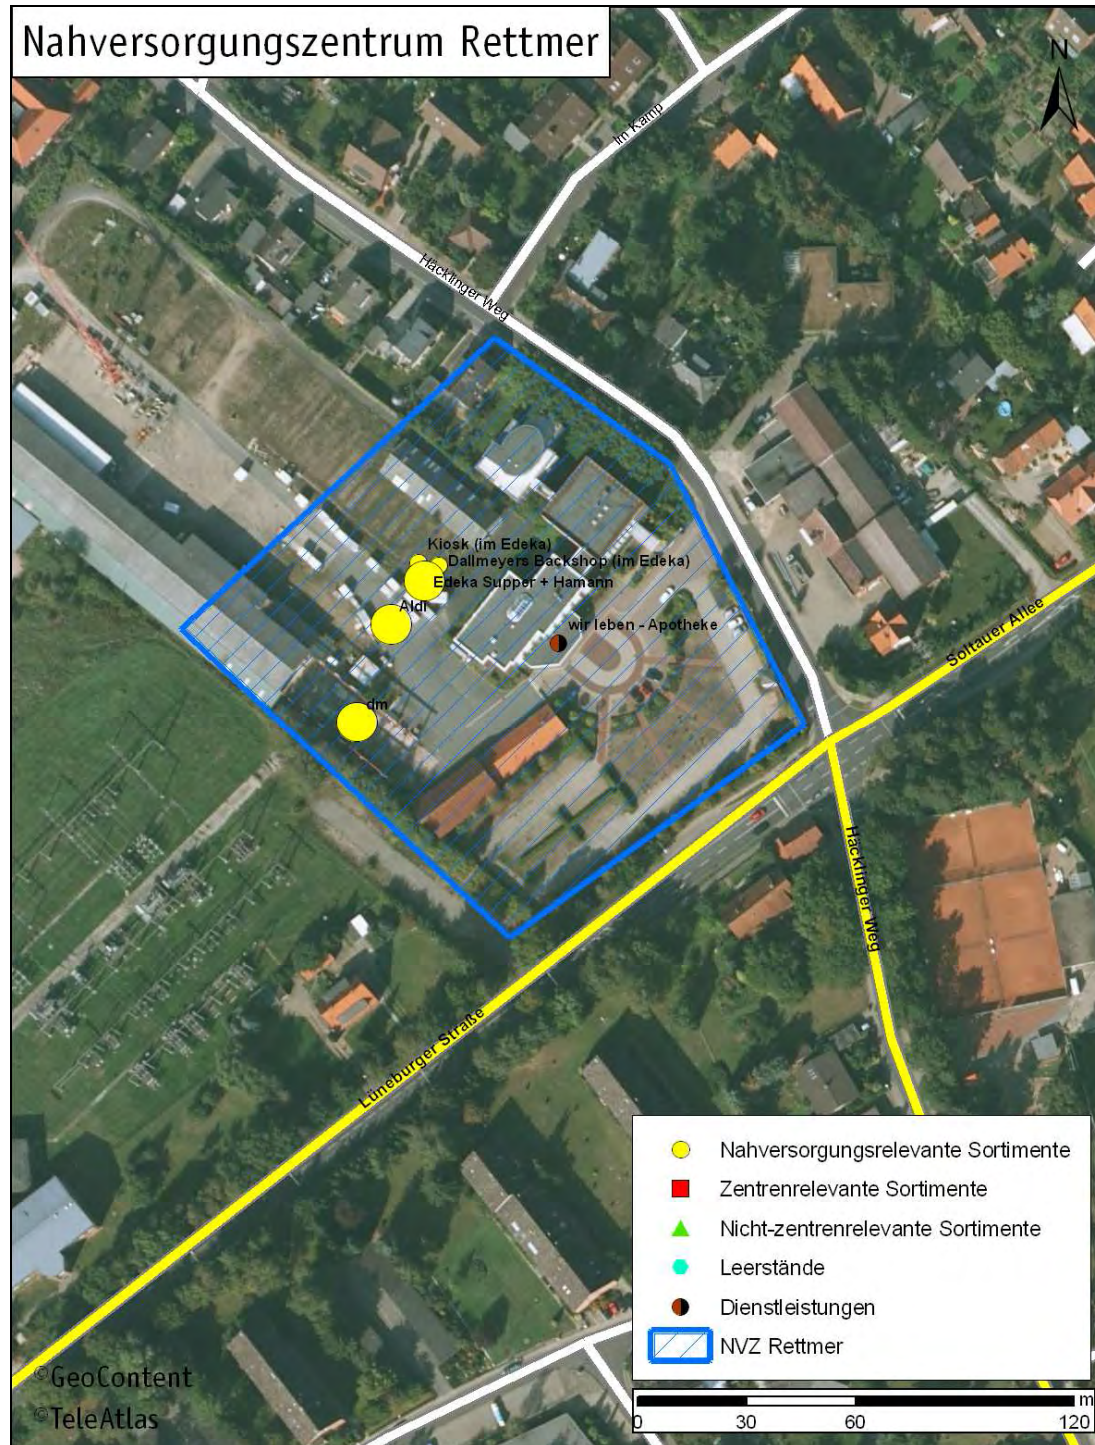 Nahversorgungszentrum Rettmer
N
Im Kamp
Häcklinger Weg
Kiosk (im Edeka)
Dallmeyers Backshop (im Edeka)
Edeka Supper + Hamann
Aldi
wir leben - Apotheke
dm
Soltauer Allee
Häcklinger Weg
Lüneburger Straße
Nahversorgungsrelevante Sortimente
Zentrenrelevante Sortimente
Nicht-zentrenrelevante Sortimente
Leerstände
Dienstleistungen
NVZ Rettmer
©GeoContent
©TeleAtlas
m
0 30 60 120